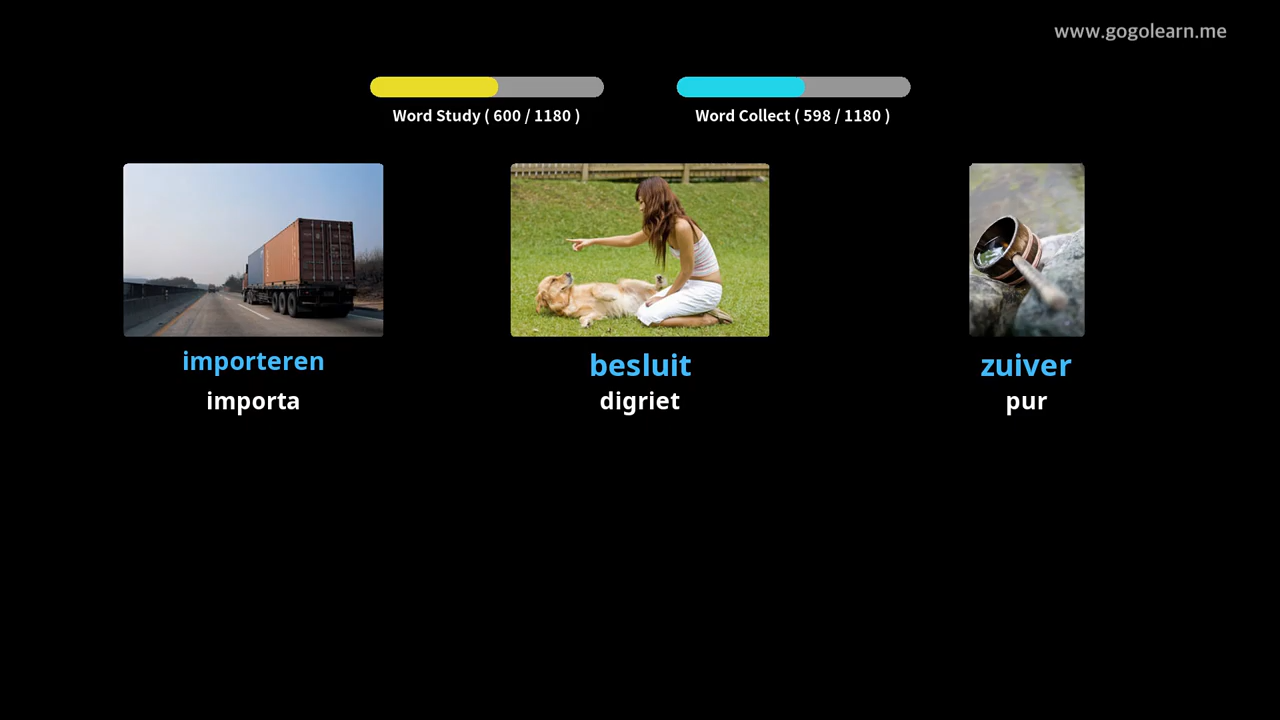 www.gogolearn.me
Word Study ( 600 / 1180 )
Word Collect ( 598 / 1180 )
importeren
importa
besluit
digriet
zuiver
pur